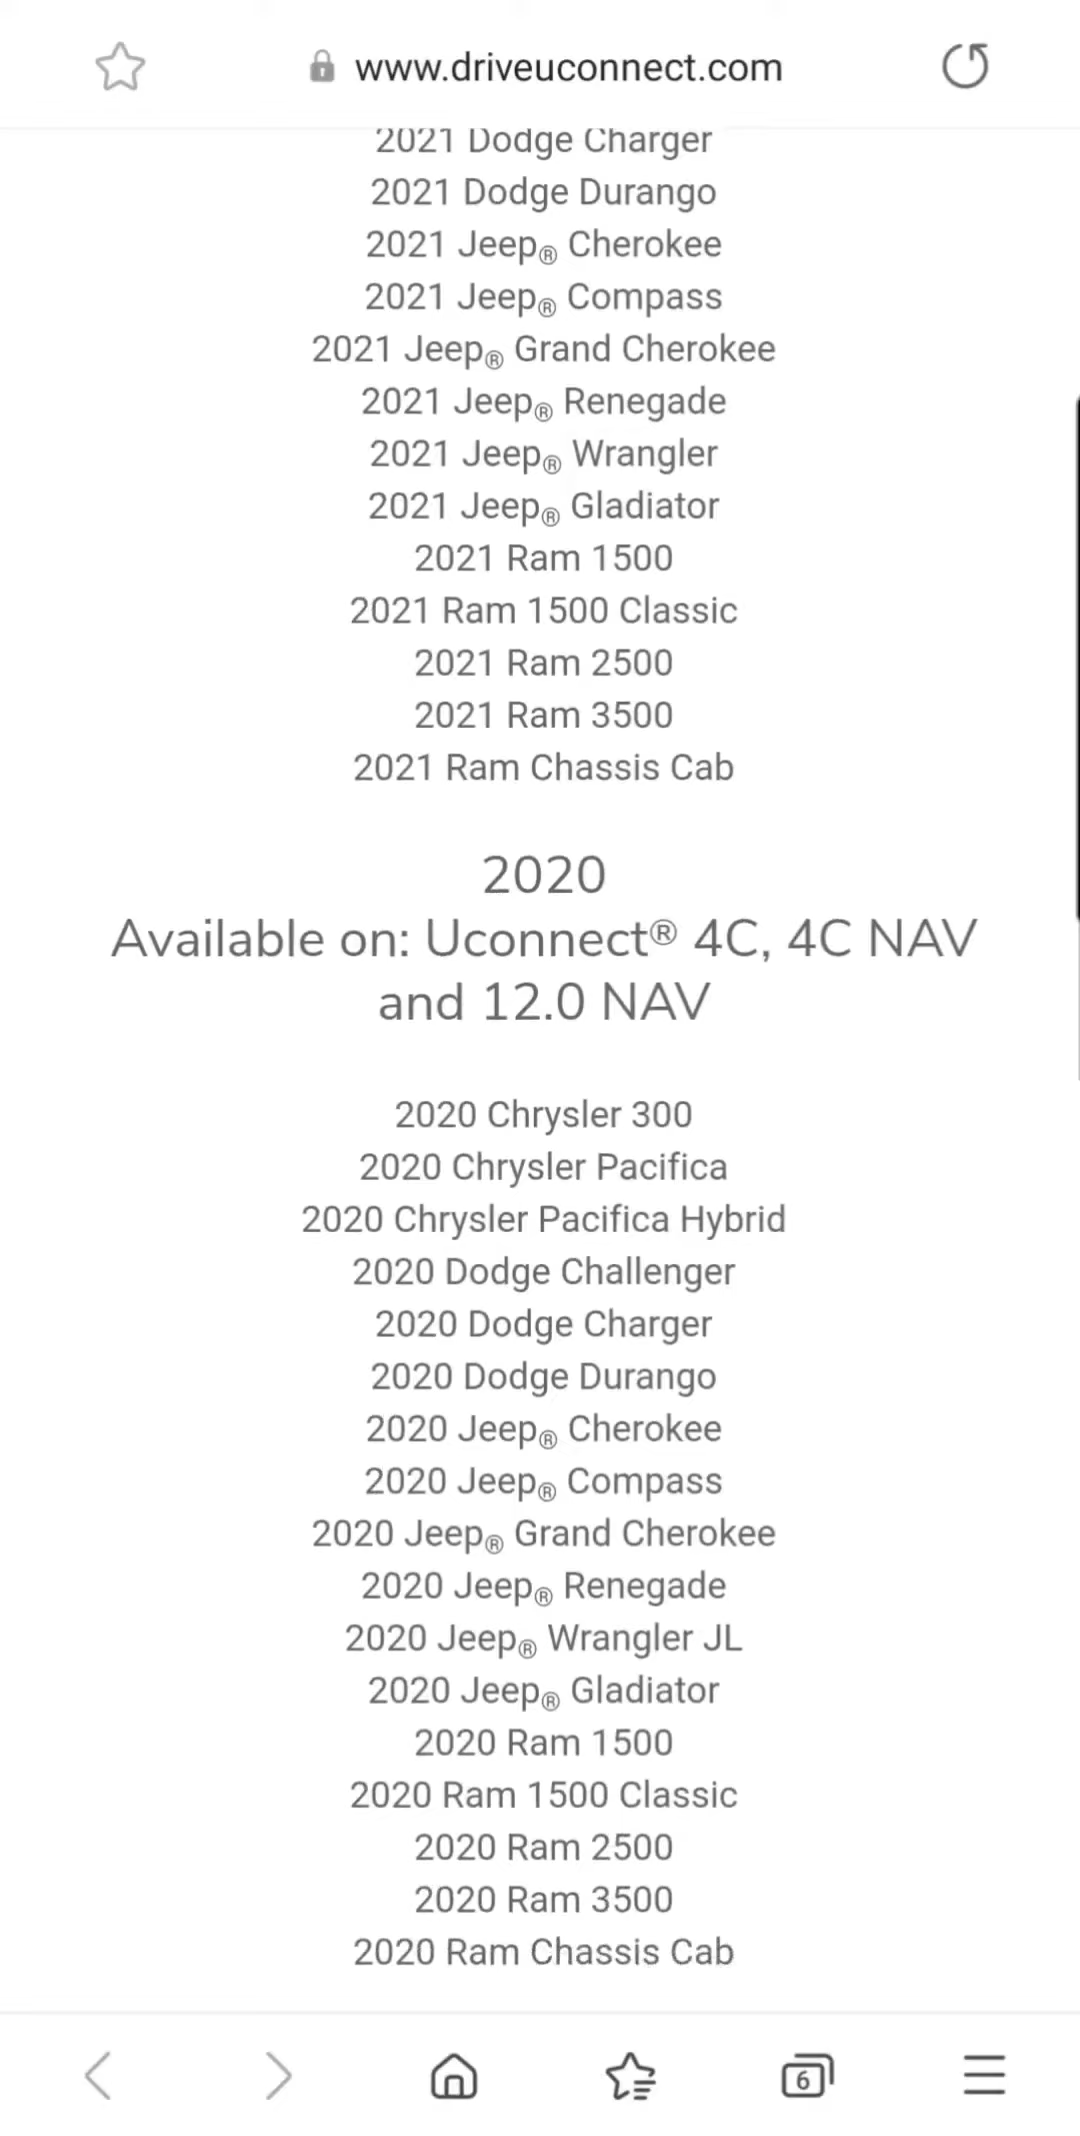 www.driveuconnect.com
2021 Dodge Charger
2021 Dodge Durango
2021 Jeep® Cherokee
2021 Jeep® Compass
2021 Jeep® Grand Cherokee
2021 Jeep® Renegade
2021 Jeep® Wrangler
2021 Jeep® Gladiator
2021 Ram 1500
2021 Ram 1500 Classic
2021 Ram 2500
2021 Ram 3500
2021 Ram Chassis Cab
2020
Available on: Uconnect® 4C, 4C NAV
and 12.0 NAV
2020 Chrysler 300
2020 Chrysler Pacifica
2020 Chrysler Pacifica Hybrid
2020 Dodge Challenger
2020 Dodge Charger
2020 Dodge Durango
2020 Jeep® Cherokee
2020 Jeep® Compass
2020 Jeep® Grand Cherokee
2020 Jeep® Renegade
2020 Jeep® Wrangler JL
2020 Jeep® Gladiator
2020 Ram 1500
2020 Ram 1500 Classic
2020 Ram 2500
2020 Ram 3500
2020 Ram Chassis Cab
6